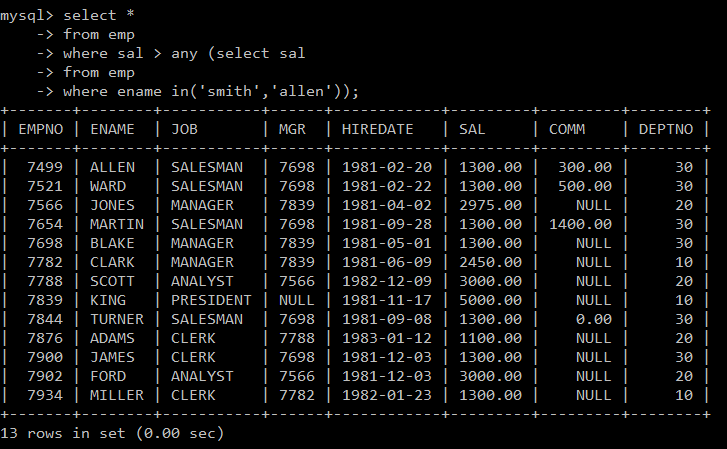 mysql> select *
    -> from emp
    -> where sal > any (select sal
    -> from emp
    -> where ename in('smith','allen'));
+-------+--------+-----------+------+------------+---------+---------+--------+
| EMPNO | ENAME  | JOB       | MGR  | HIREDATE   | SAL     | COMM    | DEPTNO |
+-------+--------+-----------+------+------------+---------+---------+--------+
|  7499 | ALLEN  | SALESMAN  | 7698 | 1981-02-20 | 1300.00 |  300.00 |     30 |
|  7521 | WARD   | SALESMAN  | 7698 | 1981-02-22 | 1300.00 |  500.00 |     30 |
|  7566 | JONES  | MANAGER   | 7839 | 1981-04-02 | 2975.00 |    NULL |     20 |
|  7654 | MARTIN | SALESMAN  | 7698 | 1981-09-28 | 1300.00 | 1400.00 |     30 |
|  7698 | BLAKE  | MANAGER   | 7839 | 1981-05-01 | 1300.00 |    NULL |     30 |
|  7782 | CLARK  | MANAGER   | 7839 | 1981-06-09 | 2450.00 |    NULL |     10 |
|  7788 | SCOTT  | ANALYST   | 7566 | 1982-12-09 | 3000.00 |    NULL |     20 |
|  7839 | KING   | PRESIDENT | NULL | 1981-11-17 | 5000.00 |    NULL |     10 |
|  7844 | TURNER | SALESMAN  | 7698 | 1981-09-08 | 1300.00 |    0.00 |     30 |
|  7876 | ADAMS  | CLERK     | 7788 | 1983-01-12 | 1100.00 |    NULL |     20 |
|  7900 | JAMES  | CLERK     | 7698 | 1981-12-03 | 1300.00 |    NULL |     30 |
|  7902 | FORD   | ANALYST   | 7566 | 1981-12-03 | 3000.00 |    NULL |     20 |
|  7934 | MILLER | CLERK     | 7782 | 1982-01-23 | 1300.00 |    NULL |     10 |
+-------+--------+-----------+------+------------+---------+---------+--------+
13 rows in set (0.00 sec)